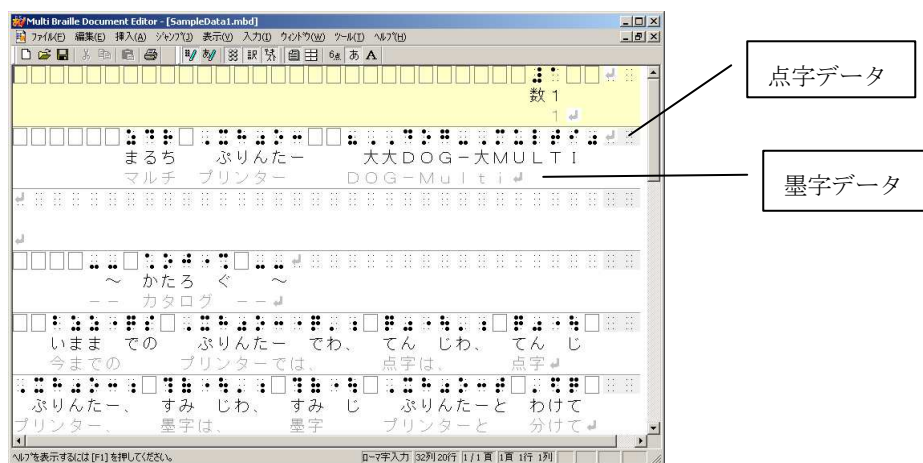 Multi Braille Document Editor - [SampleData1.mbd]
ファイル(F) 編集(E) 挿入(A) ジャンプ(J) 表示(V) 入力(I) ウィンドウ(W) ツール(T) ヘルプ(H)
訳 6点 あ A
数 1
1
点字データ
まるち ぷりんたー 大大DOG-大MULTI
マルチ プリンター DOG-Multi
墨字データ
~ かたろ ぐ ~
-- カタログ --
いまま での ぷりんたー でわ、 てん じわ、 てん じ
今までの プリンターでは、 点字は、 点字
ぷりんたー、 すみ じわ、 すみ じ ぷりんたーと わけて
プリンター、 墨字は、 墨字 プリンターと 分けて
ヘルプを表示するには [F1] を押してください。 ローマ字入力 32列 20行 1/1 頁 1頁 1行 1列